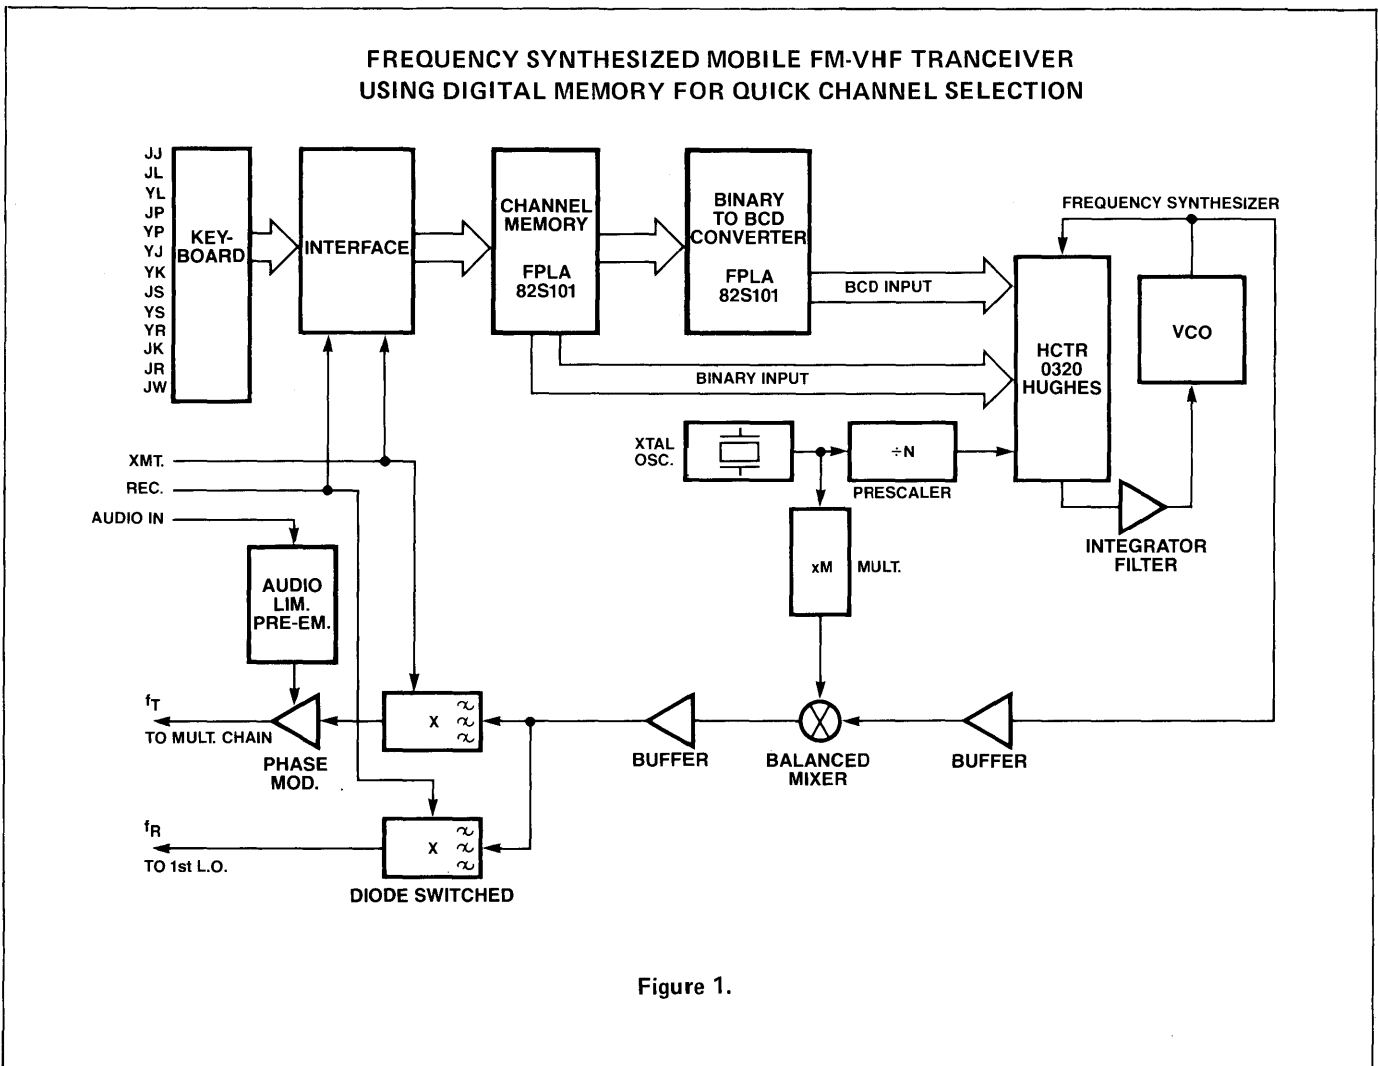 FREQUENCY SYNTHESIZED MOBILE FM-VHF TRANCEIVER
USING DIGITAL MEMORY FOR QUICK CHANNEL SELECTION
JJ
JL
YL
JP
YP
YJ
YK
JS
YS
YR
JK
JR
JW
KEY-
BOARD
INTERFACE
CHANNEL
MEMORY
FPLA
82S101
BINARY
TO BCD
CONVERTER
FPLA
82S101
BCD INPUT
BINARY INPUT
FREQUENCY SYNTHESIZER
HCTR
0320
HUGHES
VCO
XTAL
OSC.
÷N
PRESCALER
INTEGRATOR
FILTER
xM
MULT.
XMT.
REC.
AUDIO IN
AUDIO
LIM.
PRE-EM.
fT
TO MULT. CHAIN
PHASE
MOD.
X
BUFFER
BALANCED
MIXER
BUFFER
fR
TO 1st L.O.
X
DIODE SWITCHED
Figure 1.